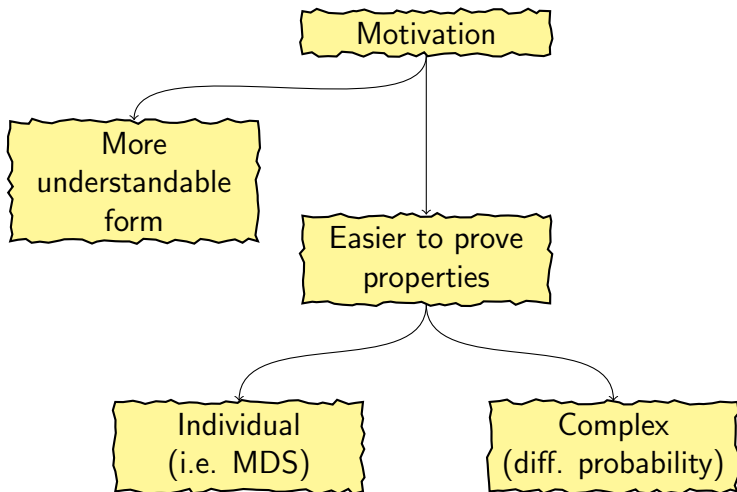 Motivation
More
understandable
form
Easier to prove
properties
Individual
(i.e. MDS)
Complex
(diff. probability)